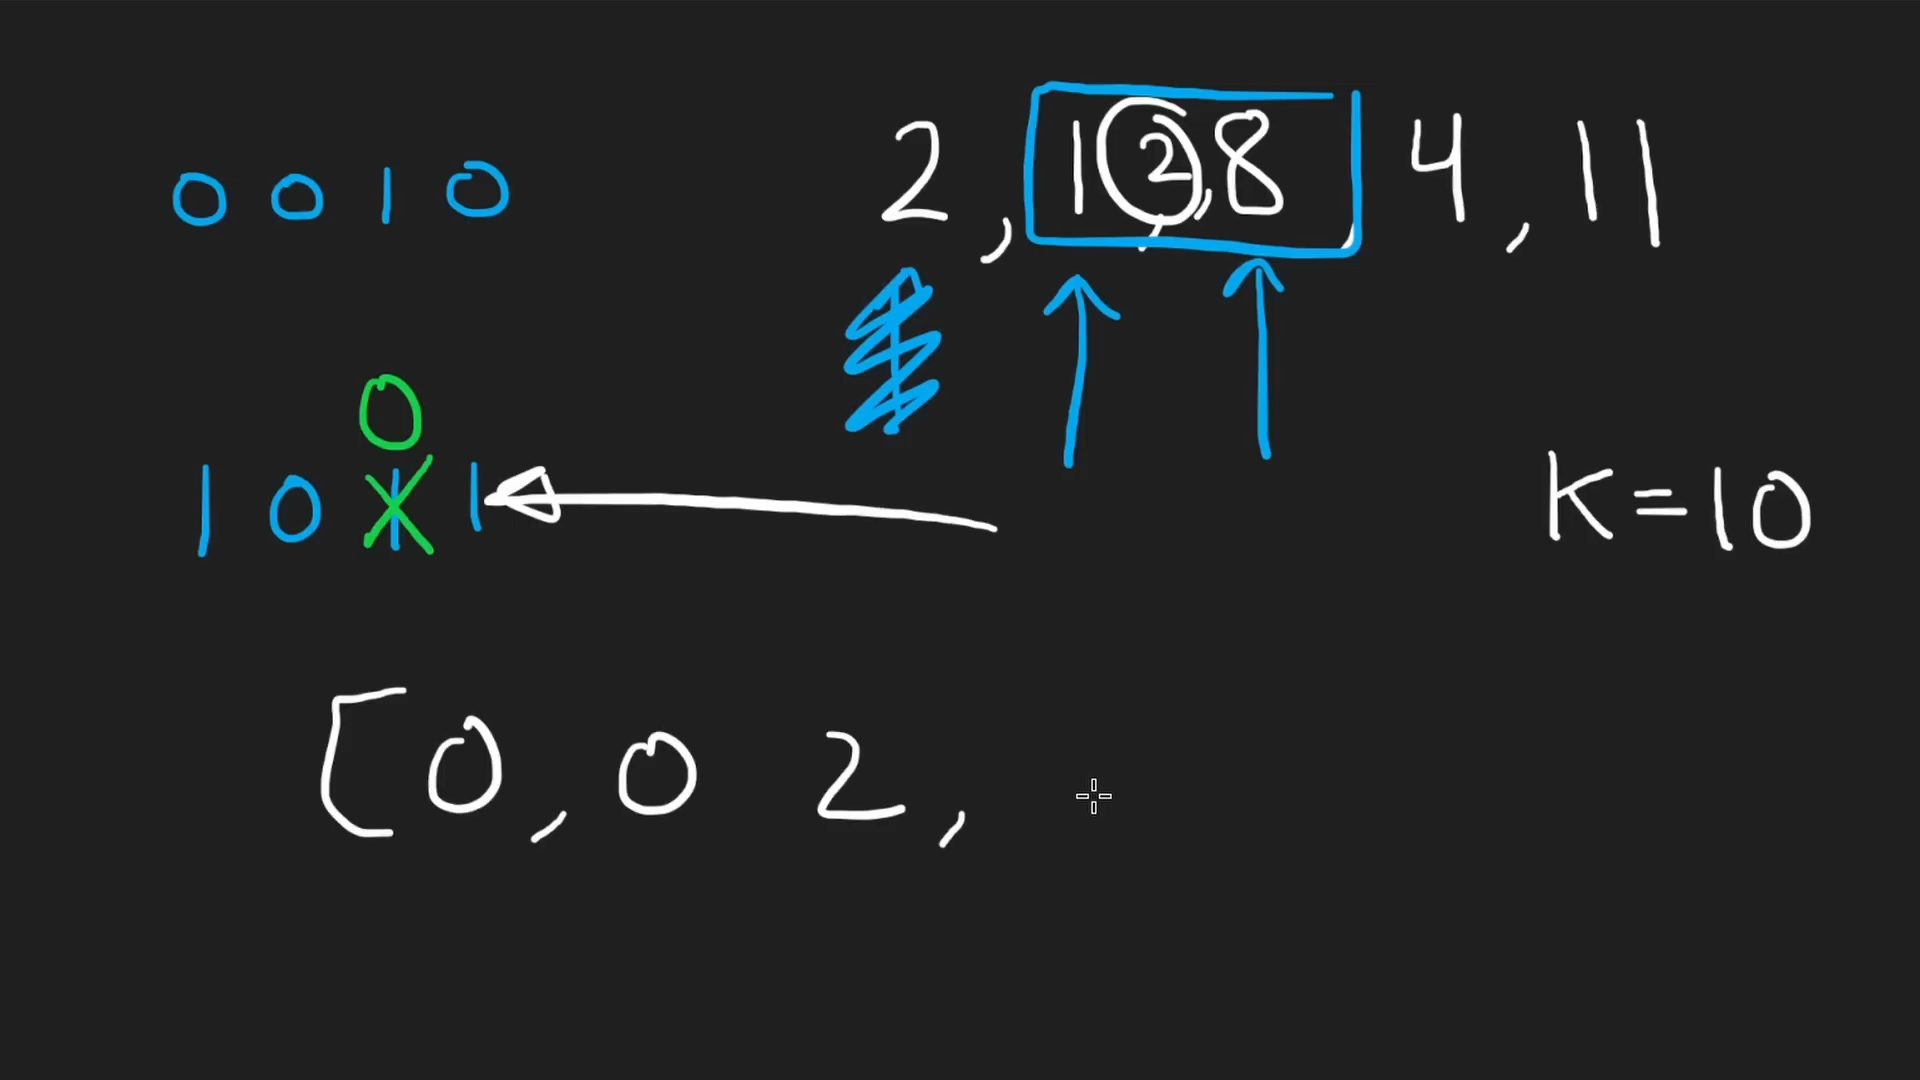 2, 1 2, 8, 4, 11
0 0 1 0
0
1 0 1 1
K=10
[0, 0 2,